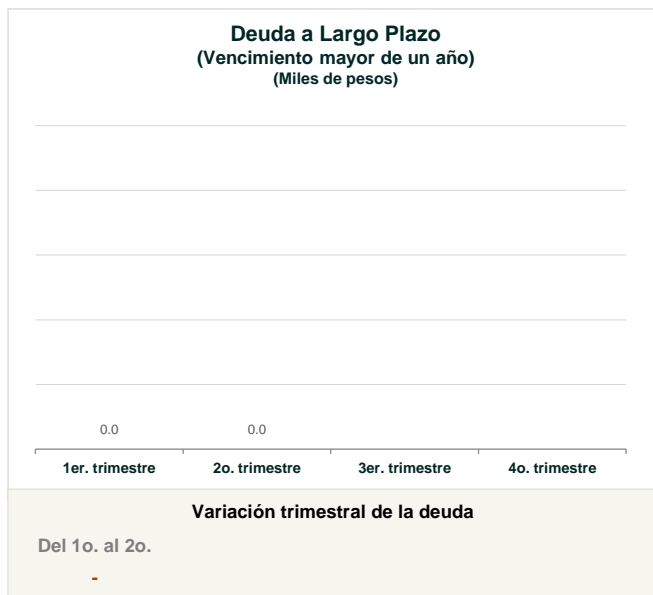 Deuda a Largo Plazo
(Vencimiento mayor de un año)
(Miles de pesos)
0.0 0.0
1er. trimestre 2o. trimestre 3er. trimestre 4o. trimestre
Variación trimestral de la deuda
Del 1o. al 2o.
-